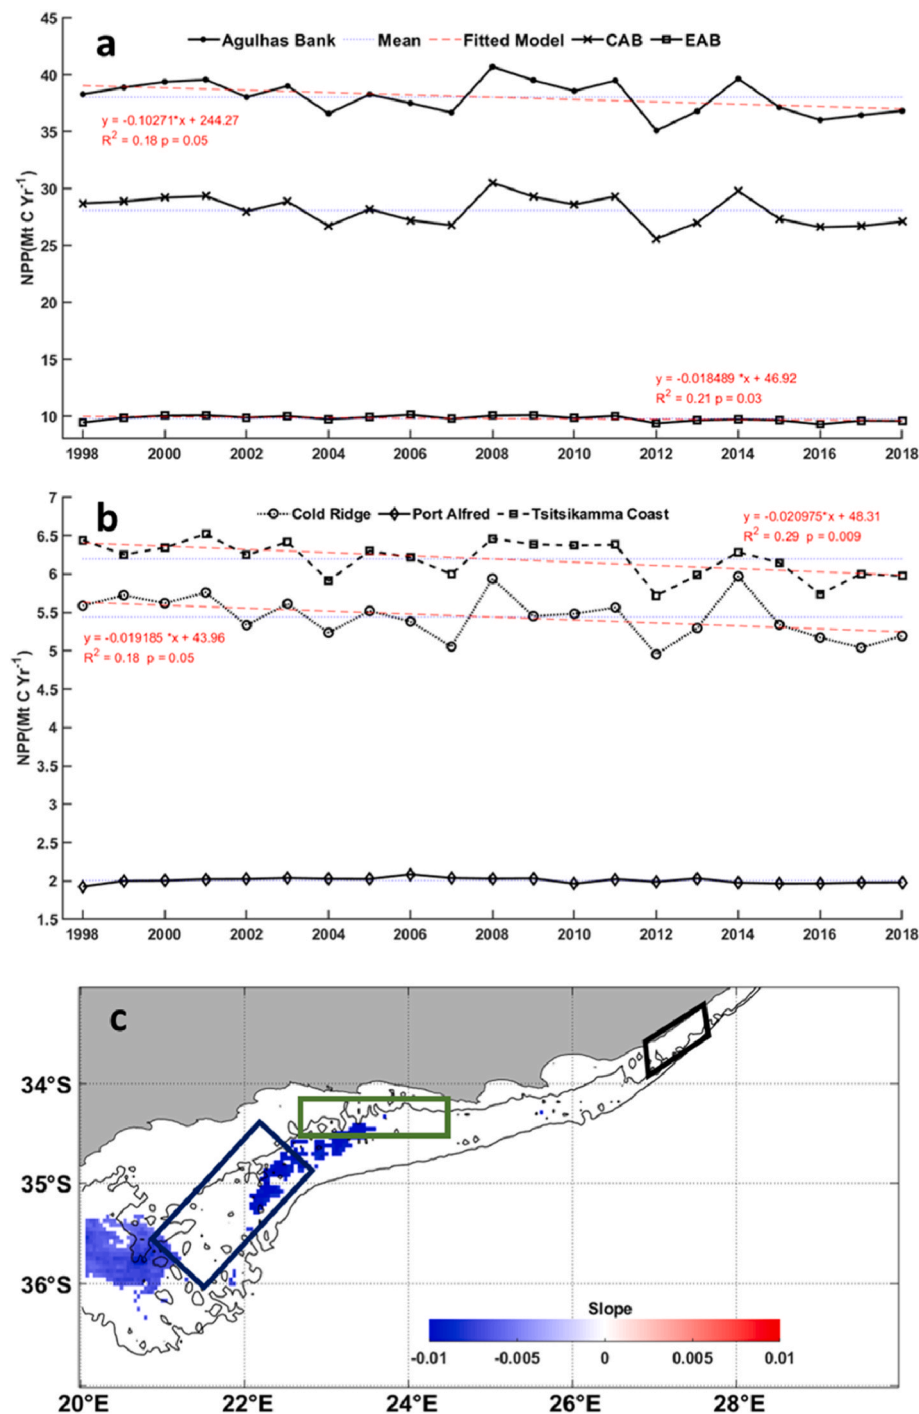 a
Agulhas Bank Mean Fitted Model CAB EAB
45
40
35
30
25
20
15
10
NPP(Mt C Yr-1)
y = -0.10271*x + 244.27
R2 = 0.18 p = 0.05
y = -0.018489 *x + 46.92
R2 = 0.21 p = 0.03
1998 2000 2002 2004 2006 2008 2010 2012 2014 2016 2018
b
Cold Ridge Port Alfred Tsitsikamma Coast
7
6.5
6
5.5
5
4.5
4
3.5
3
2.5
2
1.5
NPP(Mt C Yr-1)
y = -0.020975*x + 48.31
R2 = 0.29 p = 0.009
y = -0.019185 *x + 43.96
R2 = 0.18 p = 0.05
1998 2000 2002 2004 2006 2008 2010 2012 2014 2016 2018
c
34°S
35°S
36°S
Slope
-0.01 -0.005 0 0.005 0.01
20°E 22°E 24°E 26°E 28°E